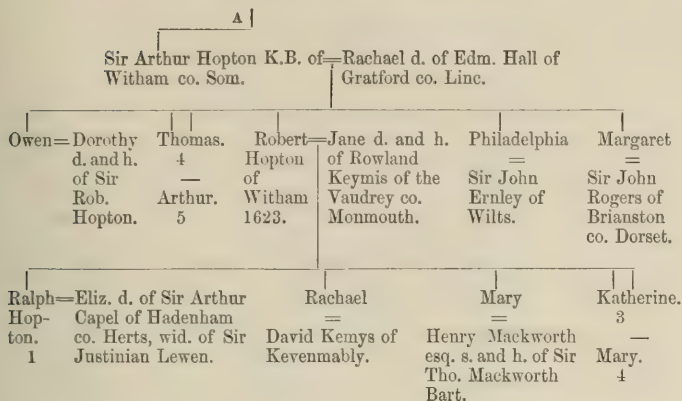 A
Sir Arthur Hopton K.B. of=Rachael d. of Edm. Hall of
Witham co. Som. Gratford co. Linc.
Owen=Dorothy Thomas. Robert=Jane d. and h. Philadelphia Margaret
d. and h. 4 Hopton of Rowland = =
of Sir — of Keymis of the Sir John Sir John
Rob. Arthur. Witham Vaudrey co. Ernley of Rogers of
Hopton. 5 1623. Monmouth. Wilts. Brianston
co. Dorset.
Ralph=Eliz. d. of Sir Arthur Rachael Mary Katherine.
Hop- Capel of Hadenham = = 3
ton. co. Herts, wid. of Sir David Kemys of Henry Mackworth —
1 Justinian Lewen. Kevenmably. esq. s. and h. of Sir Mary.
Tho. Mackworth 4
Bart.